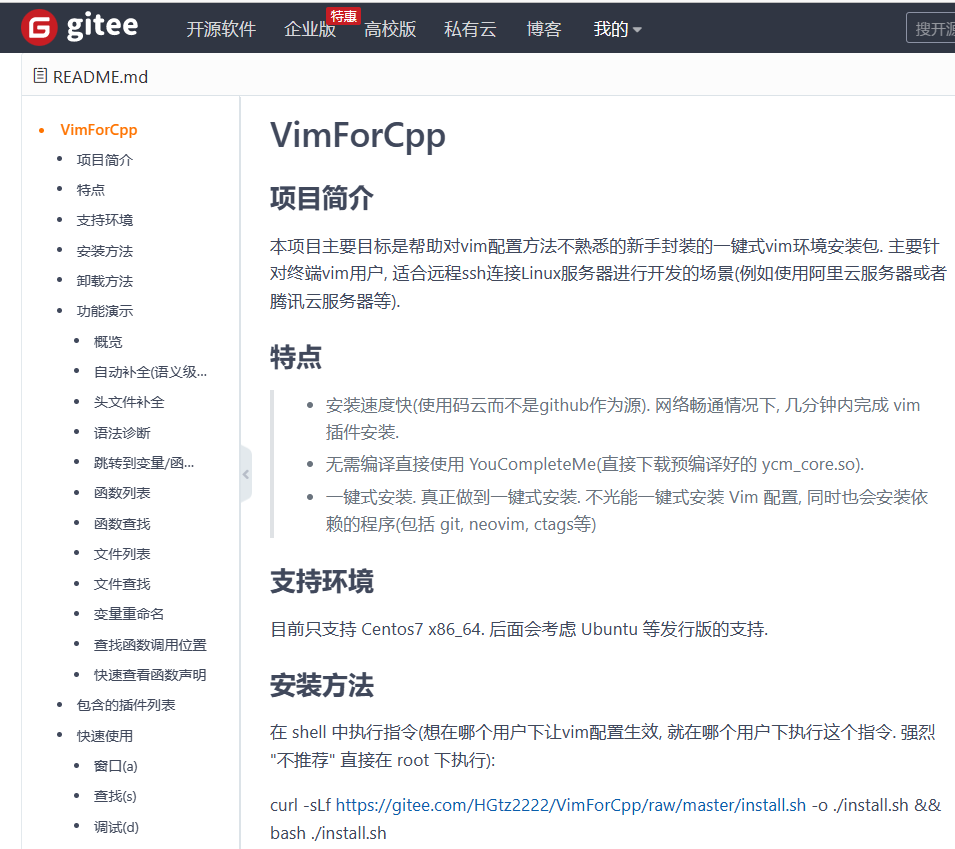 gitee
开源软件
企业版
特惠
高校版
私有云
博客
我的
搜开源
README.md
VimForCpp
项目简介
特点
支持环境
安装方法
卸载方法
功能演示
概览
自动补全(语义级...
头文件补全
语法诊断
跳转到变量/函...
函数列表
函数查找
文件列表
文件查找
变量重命名
查找函数调用位置
快速查看函数声明
包含的插件列表
快速使用
窗口(a)
查找(s)
调试(d)
VimForCpp
项目简介
本项目主要目标是帮助对vim配置方法不熟悉的新手封装的一键式vim环境安装包. 主要针
对终端vim用户, 适合远程ssh连接Linux服务器进行开发的场景(例如使用阿里云服务器或者
腾讯云服务器等).
特点
安装速度快(使用码云而不是github作为源). 网络畅通情况下, 几分钟内完成 vim
插件安装.
无需编译直接使用 YouCompleteMe(直接下载预编译好的 ycm_core.so).
一键式安装. 真正做到一键式安装. 不光能一键式安装 Vim 配置, 同时也会安装依
赖的程序(包括 git, neovim, ctags等)
支持环境
目前只支持 Centos7 x86_64. 后面会考虑 Ubuntu 等发行版的支持.
安装方法
在 shell 中执行指令(想在哪个用户下让vim配置生效, 就在哪个用户下执行这个指令. 强烈
"不推荐" 直接在 root 下执行):
curl -sLf https://gitee.com/HGtz2222/VimForCpp/raw/master/install.sh -o ./install.sh &&
bash ./install.sh